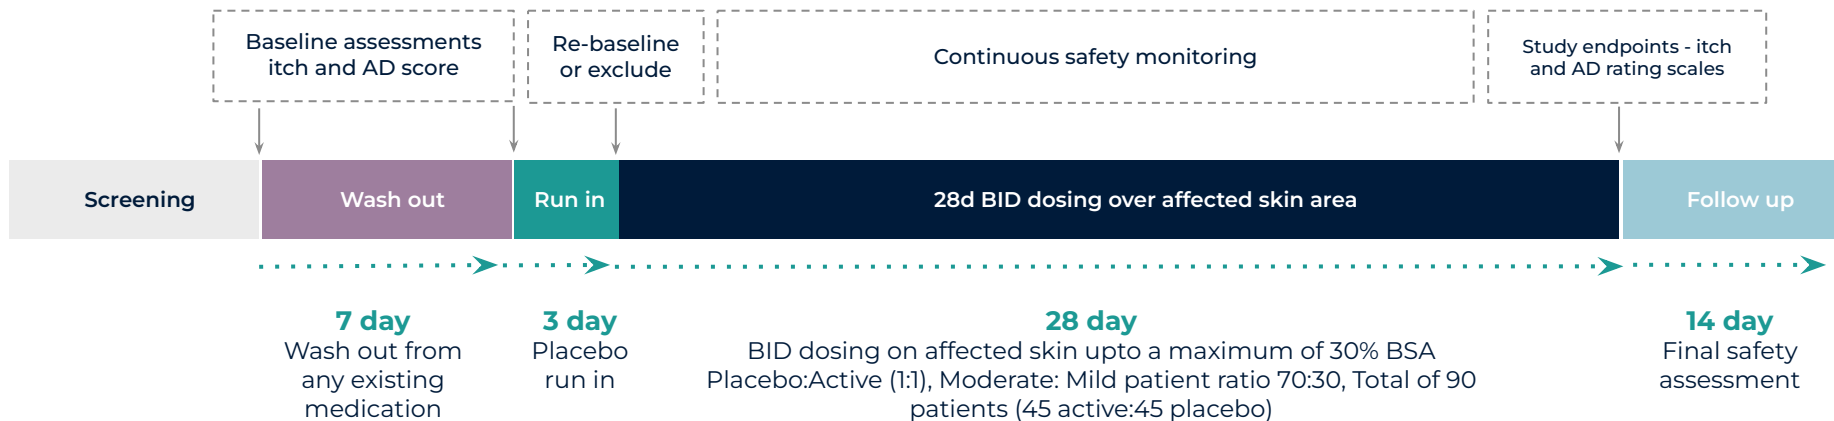 Baseline assessments
itch and AD score
Re-baseline
or exclude
Continuous safety monitoring
Study endpoints - itch
and AD rating scales
Screening
Wash out
Run in
28d BID dosing over affected skin area
Follow up
7 day
Wash out from
any existing
medication
3 day
Placebo
run in
28 day
BID dosing on affected skin upto a maximum of 30% BSA
Placebo:Active (1:1), Moderate: Mild patient ratio 70:30, Total of 90
patients (45 active:45 placebo)
14 day
Final safety
assessment